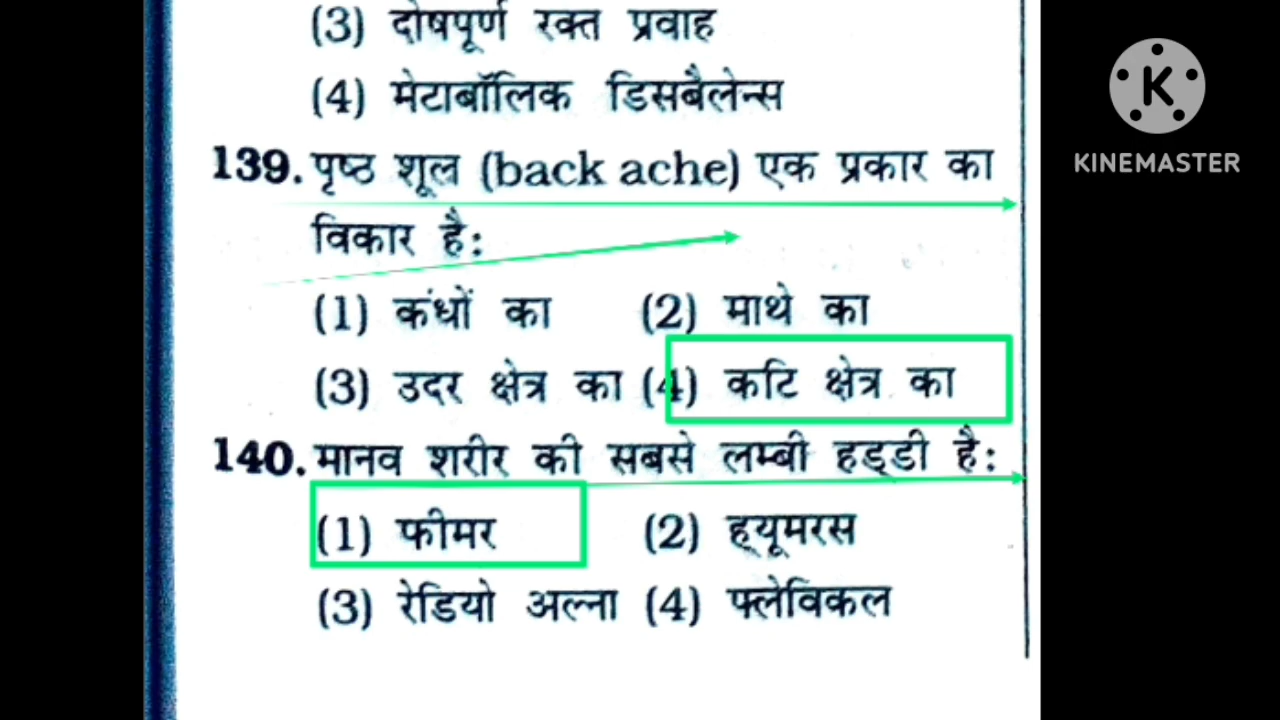 (3) दोषपूर्ण रक्त प्रवाह
(4) मेटाबॉलिक डिसबैलेन्स
139. पृष्ठ शूल (back ache) एक प्रकार का
विकार है:
(1) कंधों का (2) माथे का
(3) उदर क्षेत्र का (4) कटि क्षेत्र का
140. मानव शरीर की सबसे लम्बी हड्डी है:
(1) फीमर (2) ह्यूमरस
(3) रेडियो अल्ना (4) फ्लेविकल
K
KINEMASTER